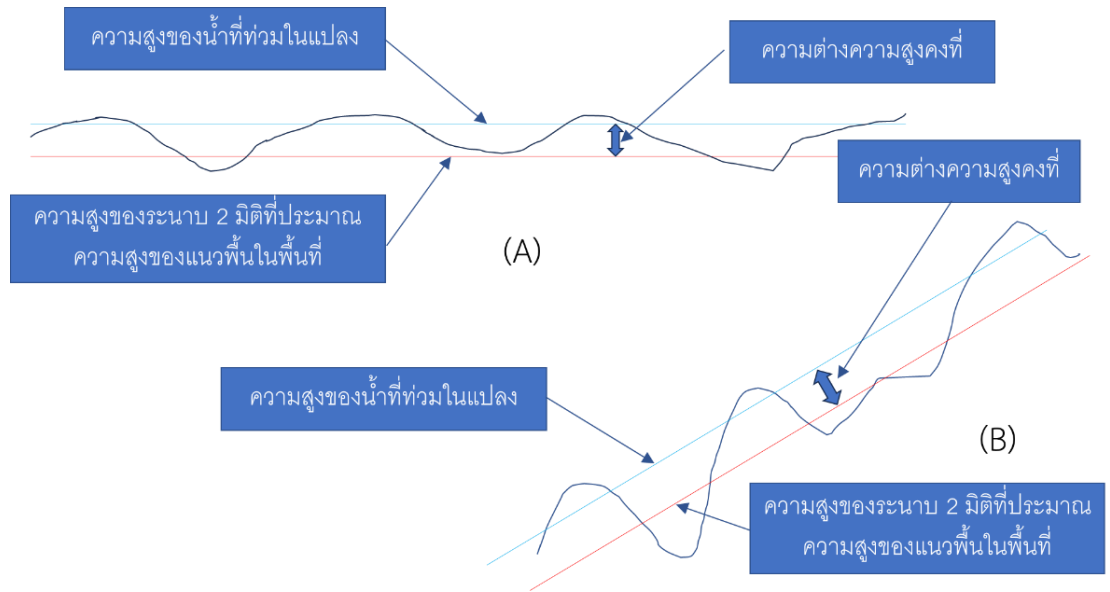 ความสูงของน้ำที่ท่วมในแปลง
ความต่างความสูงคงที่
ความต่างความสูงคงที่
ความสูงของระนาบ 2 มิติที่ประมาณ
ความสูงของแนวพื้นในพื้นที่
(A)
ความสูงของน้ำที่ท่วมในแปลง
(B)
ความสูงของระนาบ 2 มิติที่ประมาณ
ความสูงของแนวพื้นในพื้นที่